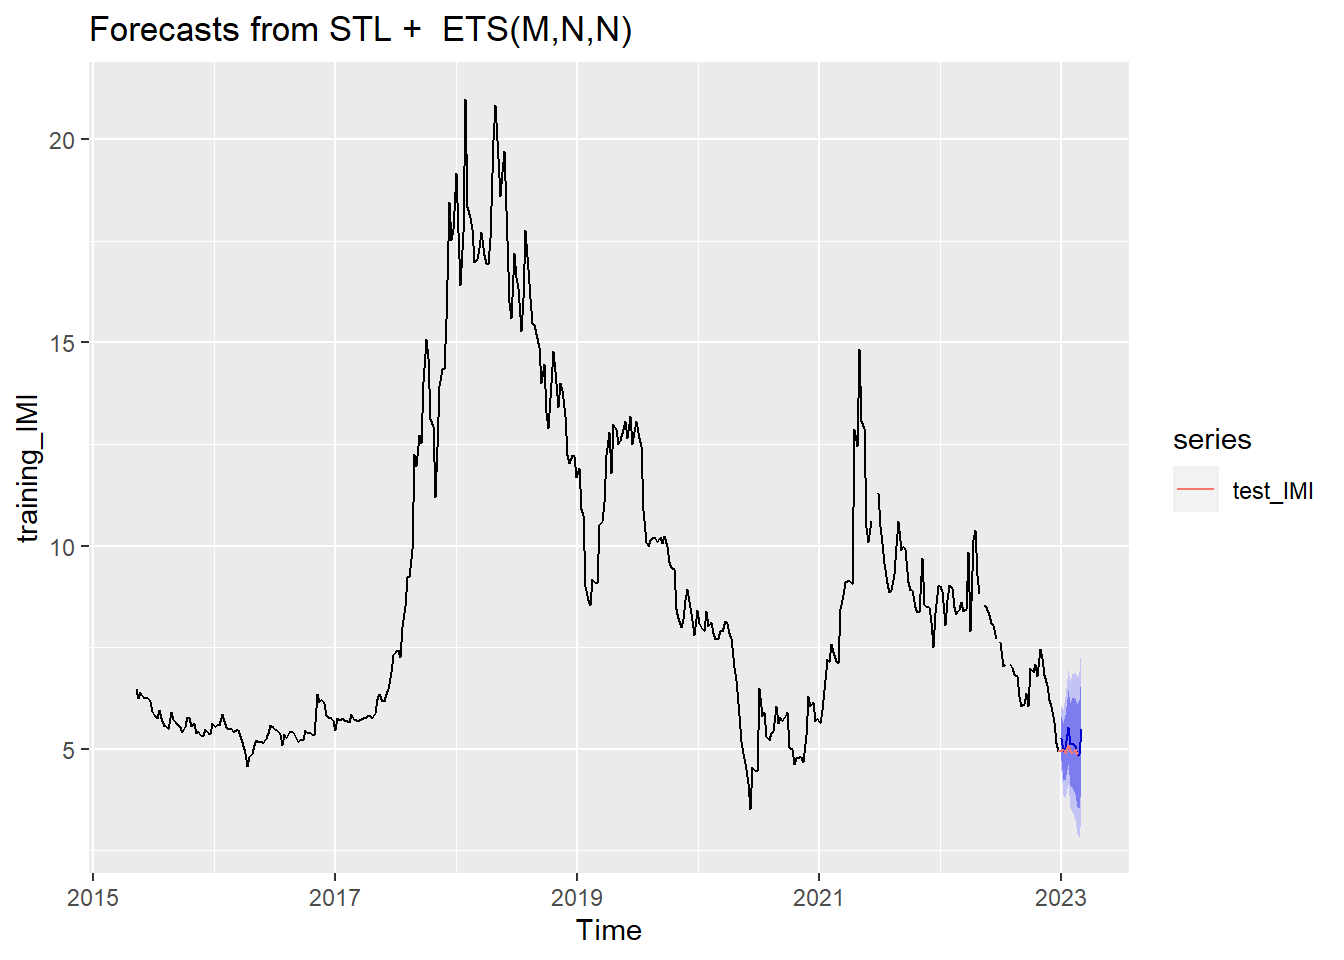 Forecasts from STL +  ETS(M,N,N)
20
15
10
5
training_IMI
2015
2017
2019
2021
2023
Time
series
test_IMI